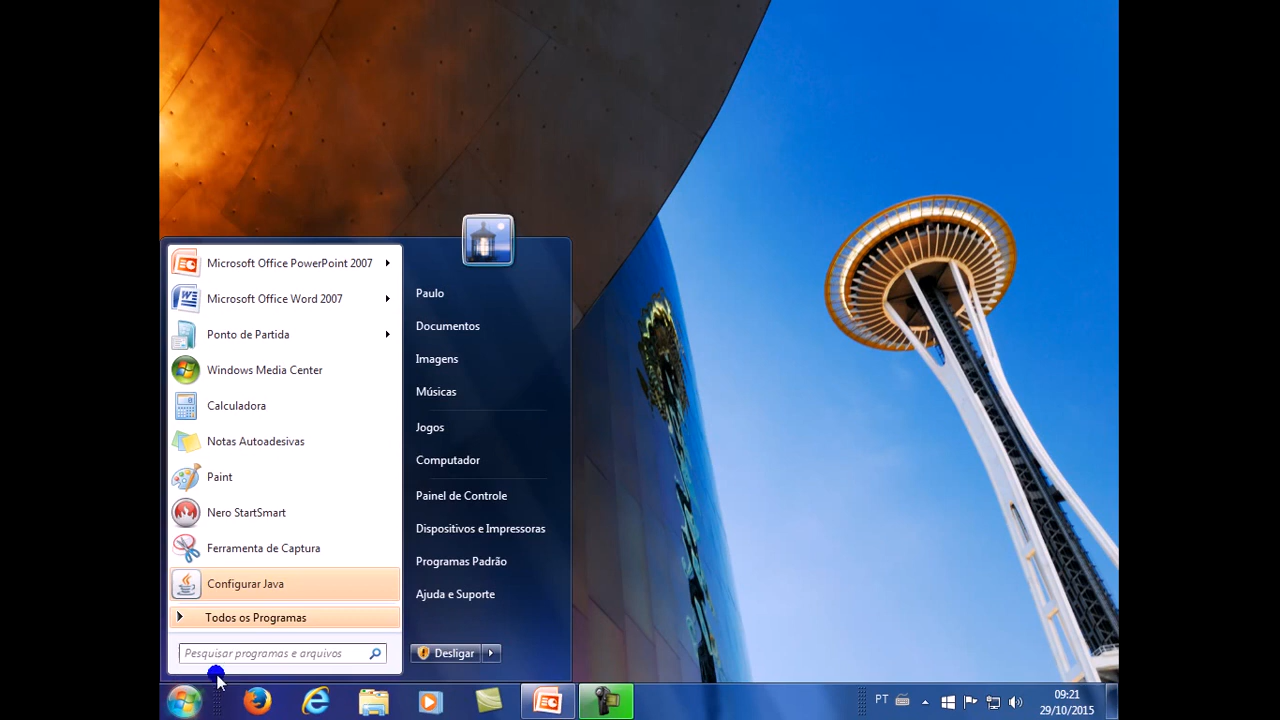 Microsoft Office PowerPoint 2007
Microsoft Office Word 2007
Ponto de Partida
Windows Media Center
Calculadora
Notas Autoadesivas
Paint
Nero StartSmart
Ferramenta de Captura
Configurar Java
Todos os Programas
Pesquisar programas e arquivos
Paulo
Documentos
Imagens
Músicas
Jogos
Computador
Painel de Controle
Dispositivos e Impressoras
Programas Padrão
Ajuda e Suporte
Desligar
PT
09:21
29/10/2015